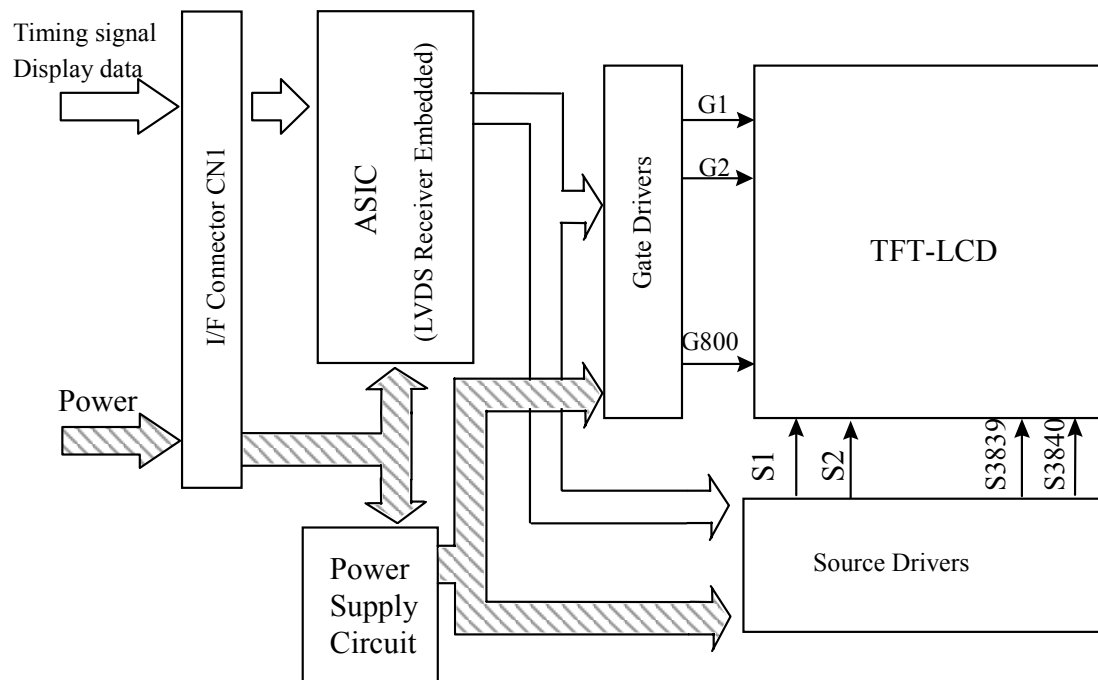 Timing signal
Display data
I/F Connector CN1
ASIC
(LVDS Receiver Embedded)
Gate Drivers
G1
G2
G800
TFT-LCD
Power
S1
S2
S3839
S3840
Power
Supply
Circuit
Source Drivers